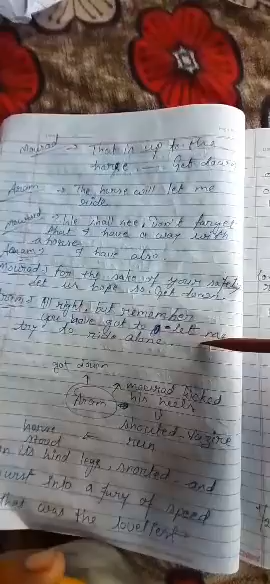 Mourad → That is up to the
horse. — Get down
Aram → The horse will let me
ride
Mourad → We shall see, Don't forget
that I have a way with
a horse
Aram → I have also.
Mourad → for the sake of your safety
let us hope so. Get down
Aram → All right, but remember
you have got to let me
try to ride alone.
got down
Aram
mourad kicked
his heels
shouted - Vazire
run
horse
stood
on its hind legs, snorted and
burst into a fury of speed
that was the loveliest